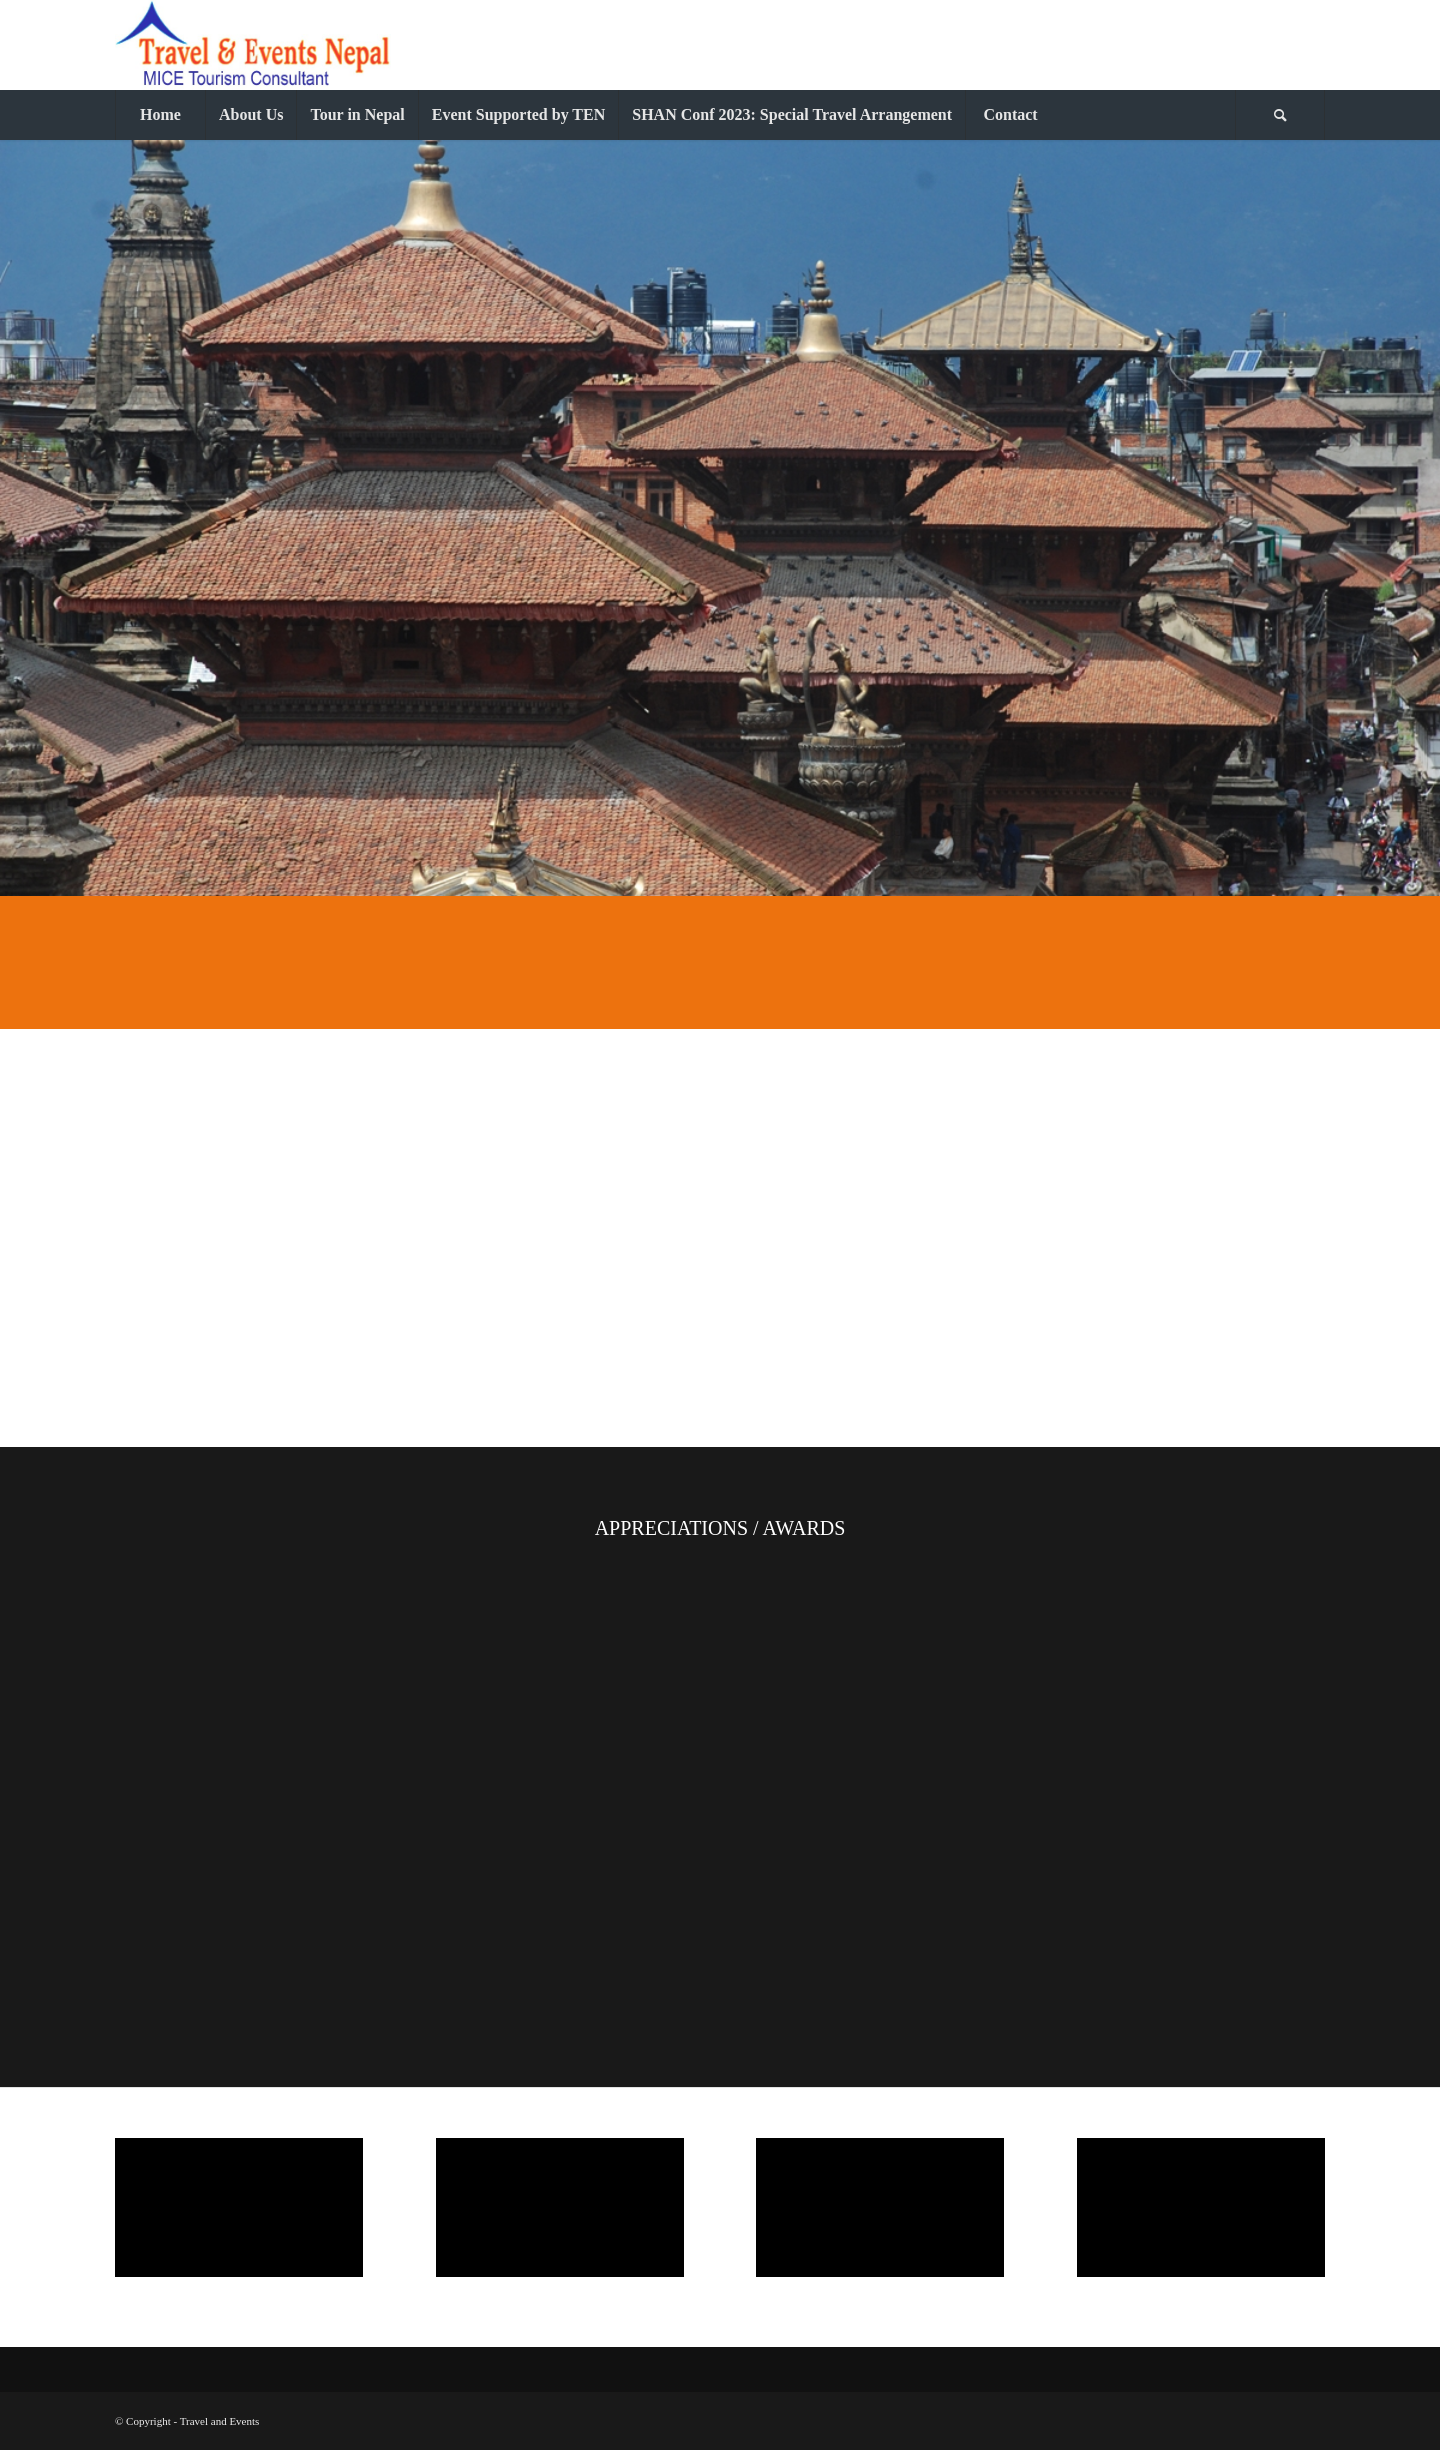 Travel & Events Nepal
MICE Tourism Consultant
Home About Us Tour in Nepal Event Supported by TEN SHAN Conf 2023: Special Travel Arrangement Contact
APPRECIATIONS / AWARDS
© Copyright - Travel and Events